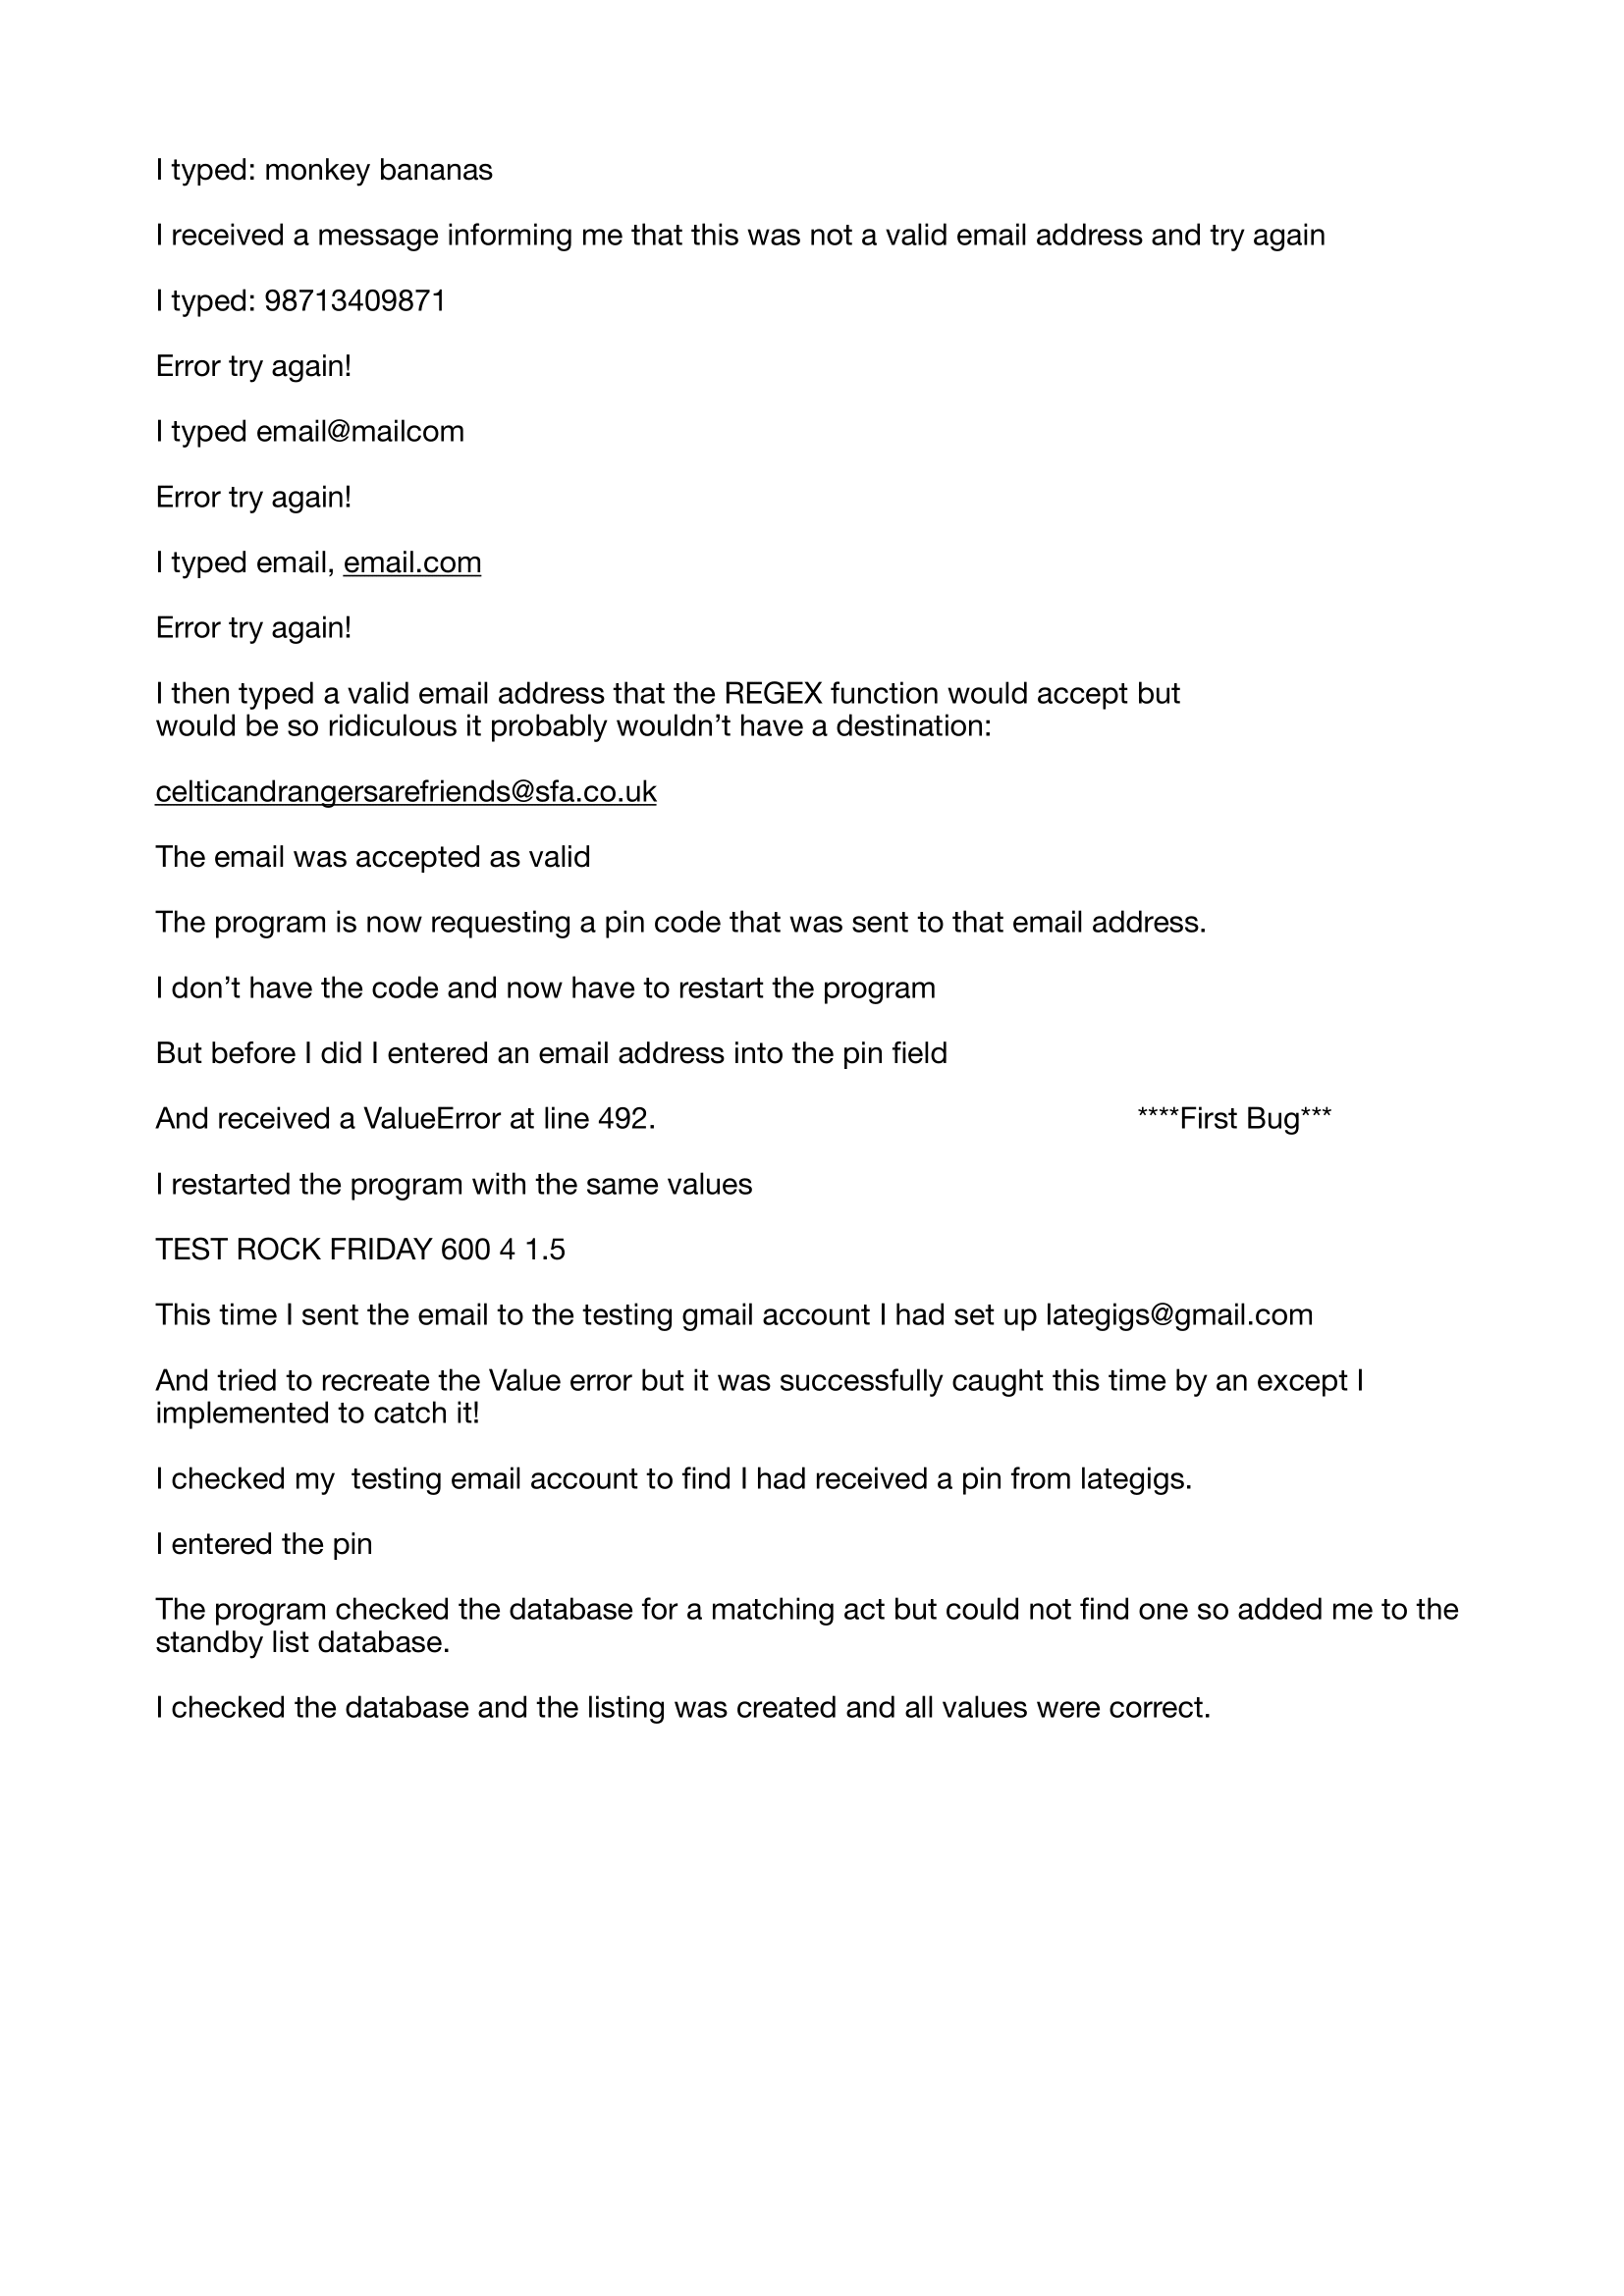 I typed: monkey bananas
I received a message informing me that this was not a valid email address and try again
I typed: 98713409871
Error try again!
I typed email@mailcom
Error try again!
I typed email, email.com
Error try again!
I then typed a valid email address that the REGEX function would accept but
would be so ridiculous it probably wouldn’t have a destination:
celticandrangersarefriends@sfa.co.uk
The email was accepted as valid
The program is now requesting a pin code that was sent to that email address.
I don’t have the code and now have to restart the program
But before I did I entered an email address into the pin field
And received a ValueError at line 492. ****First Bug***
I restarted the program with the same values
TEST ROCK FRIDAY 600 4 1.5
This time I sent the email to the testing gmail account I had set up lategigs@gmail.com
And tried to recreate the Value error but it was successfully caught this time by an except I
implemented to catch it!
I checked my  testing email account to find I had received a pin from lategigs.
I entered the pin
The program checked the database for a matching act but could not find one so added me to the
standby list database.
I checked the database and the listing was created and all values were correct.